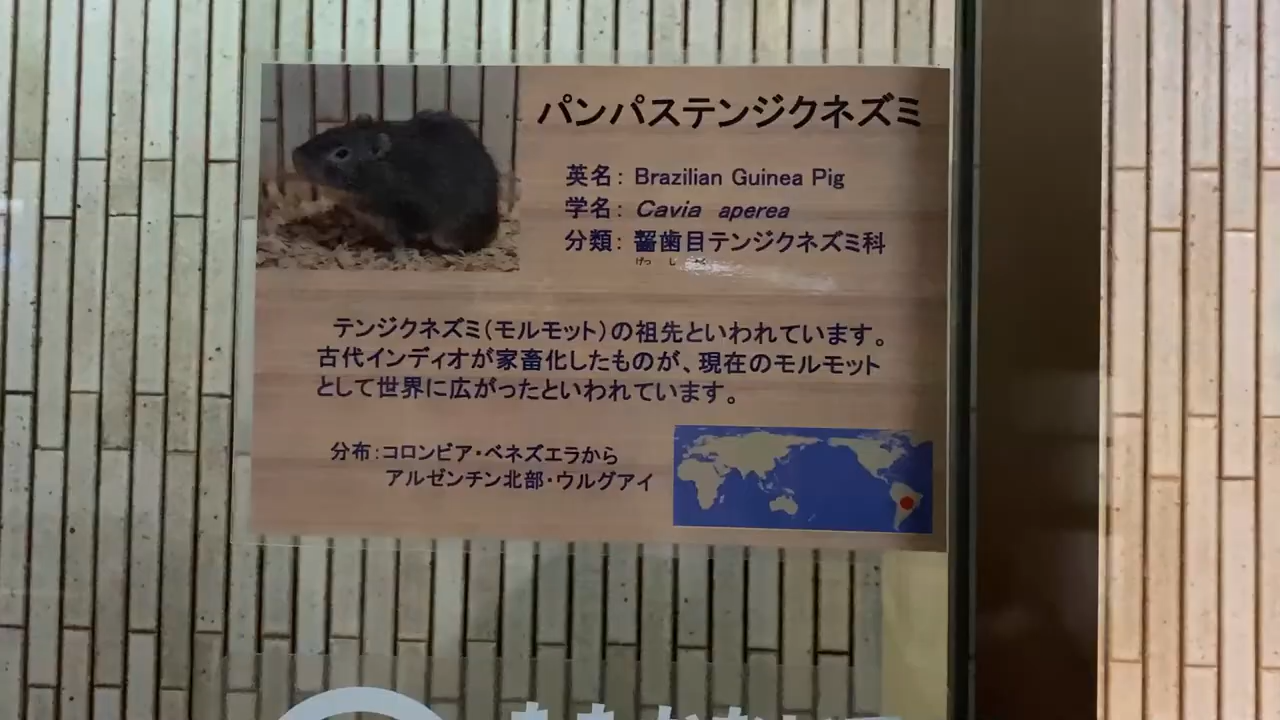 パンパステンジクネズミ
英名： Brazilian Guinea Pig
学名： Cavia aperea
分類： 齧歯目テンジクネズミ科
げっ し
テンジクネズミ（モルモット）の祖先といわれています。
古代インディオが家畜化したものが、現在のモルモット
として世界に広がったといわれています。
分布：コロンビア・ベネズエラから
アルゼンチン北部・ウルグアイ